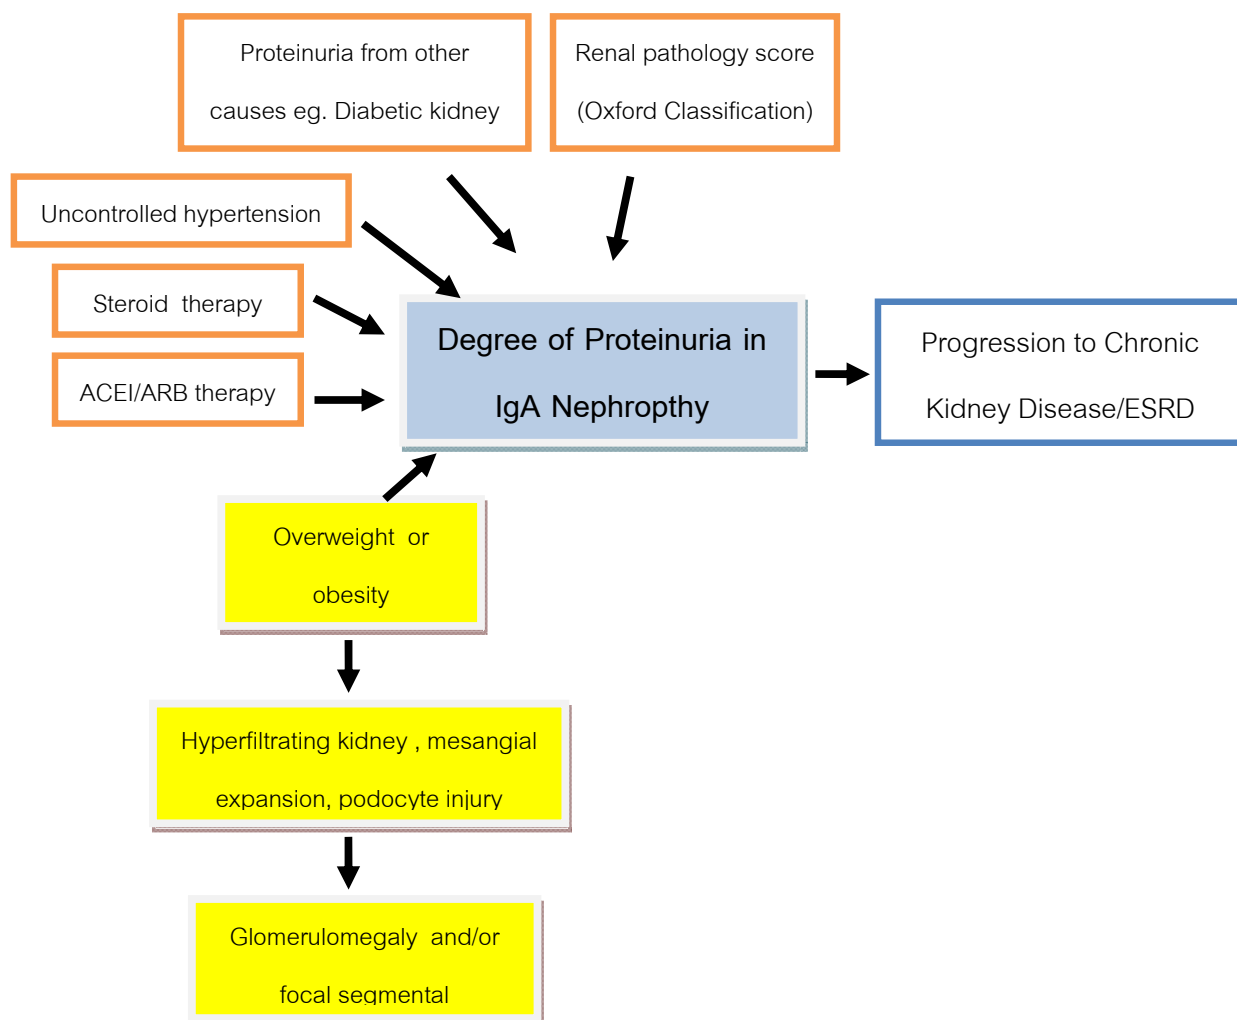 Proteinuria from other
causes eg. Diabetic kidney
Renal pathology score
(Oxford Classification)
Uncontrolled hypertension
Steroid therapy
ACEI/ARB therapy
Degree of Proteinuria in
IgA Nephropthy
Progression to Chronic
Kidney Disease/ESRD
Overweight or
obesity
Hyperfiltrating kidney , mesangial
expansion, podocyte injury
Glomerulomegaly and/or
focal segmental